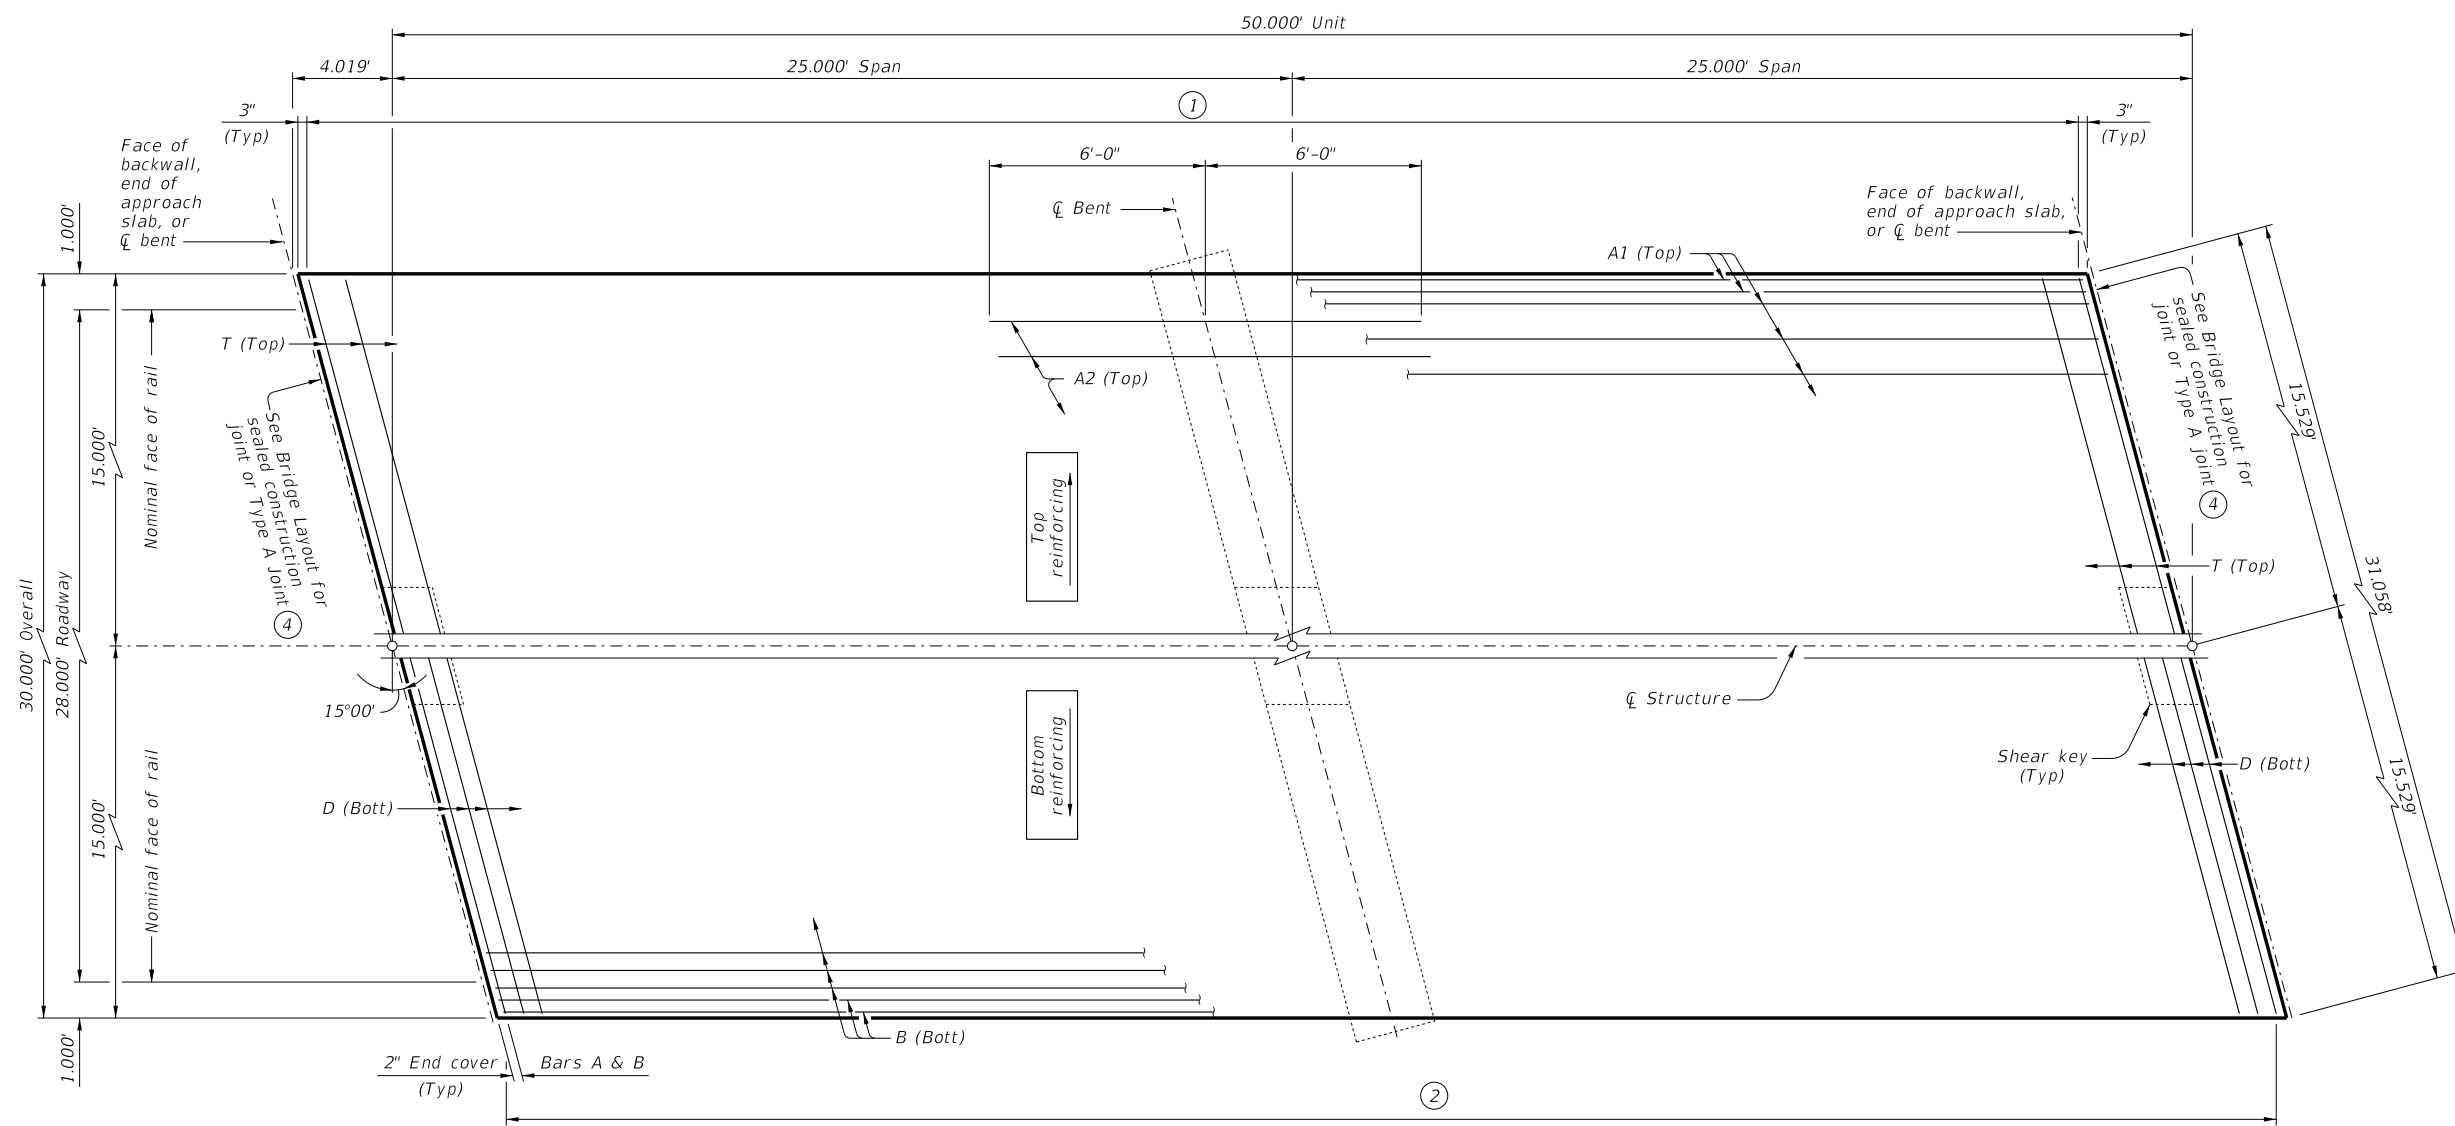 50.000' Unit
4.019'
25.000' Span
25.000' Span
3"
(Typ)
1
3"
(Typ)
Face of
backwall,
end of
approach
slab, or
℄ bent
6'-0"
6'-0"
℄ Bent
Face of backwall,
end of approach slab,
or ℄ bent
1.000'
A1 (Top)
T (Top)
A2 (Top)
See Bridge Layout for
sealed construction
joint or Type A Joint
4
See Bridge Layout for
sealed construction
joint or Type A Joint
4
15.529'
31.058'
15.529'
Nominal face of rail
15.000'
Top
reinforcing
T (Top)
30.000' Overall
28.000' Roadway
15°00'
℄ Structure
Bottom
reinforcing
Shear key
(Typ)
D (Bott)
D (Bott)
15.000'
Nominal face of rail
B (Bott)
1.000'
2" End cover
(Typ)
Bars A & B
2